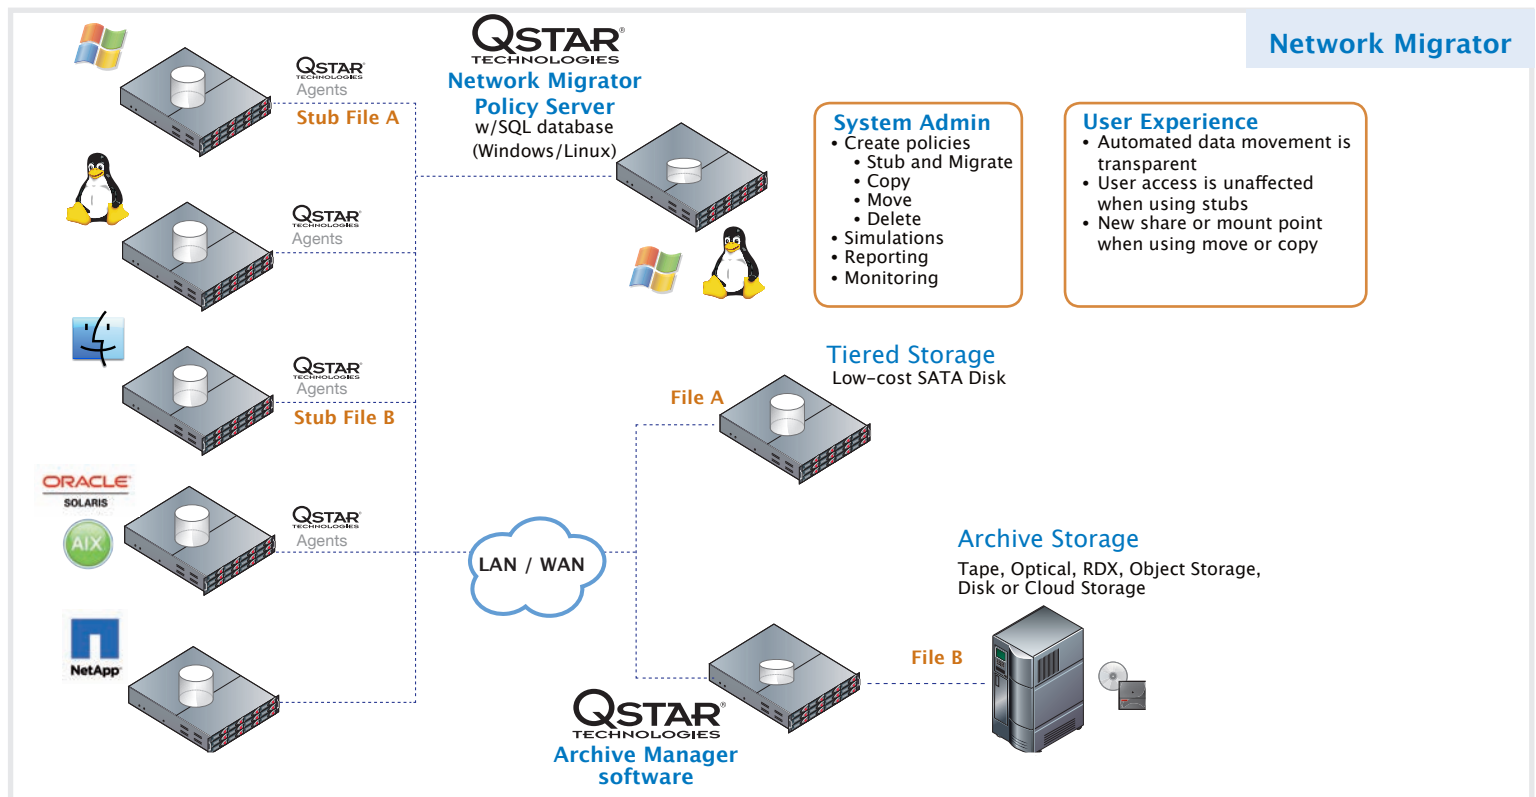 Network Migrator
QSTAR®
TECHNOLOGIES
Network Migrator
Policy Server
w/SQL database
(Windows/Linux)
QSTAR
TECHNOLOGIES
Agents
Stub File A
QSTAR
TECHNOLOGIES
Agents
QSTAR
TECHNOLOGIES
Agents
Stub File B
ORACLE®
SOLARIS
AIX
QSTAR
TECHNOLOGIES
Agents
NetApp™
System Admin
• Create policies
• Stub and Migrate
• Copy
• Move
• Delete
• Simulations
• Reporting
• Monitoring
User Experience
• Automated data movement is
transparent
• User access is unaffected
when using stubs
• New share or mount point
when using move or copy
Tiered Storage
Low-cost SATA Disk
File A
LAN / WAN
Archive Storage
Tape, Optical, RDX, Object Storage,
Disk or Cloud Storage
File B
QSTAR®
TECHNOLOGIES
Archive Manager
software